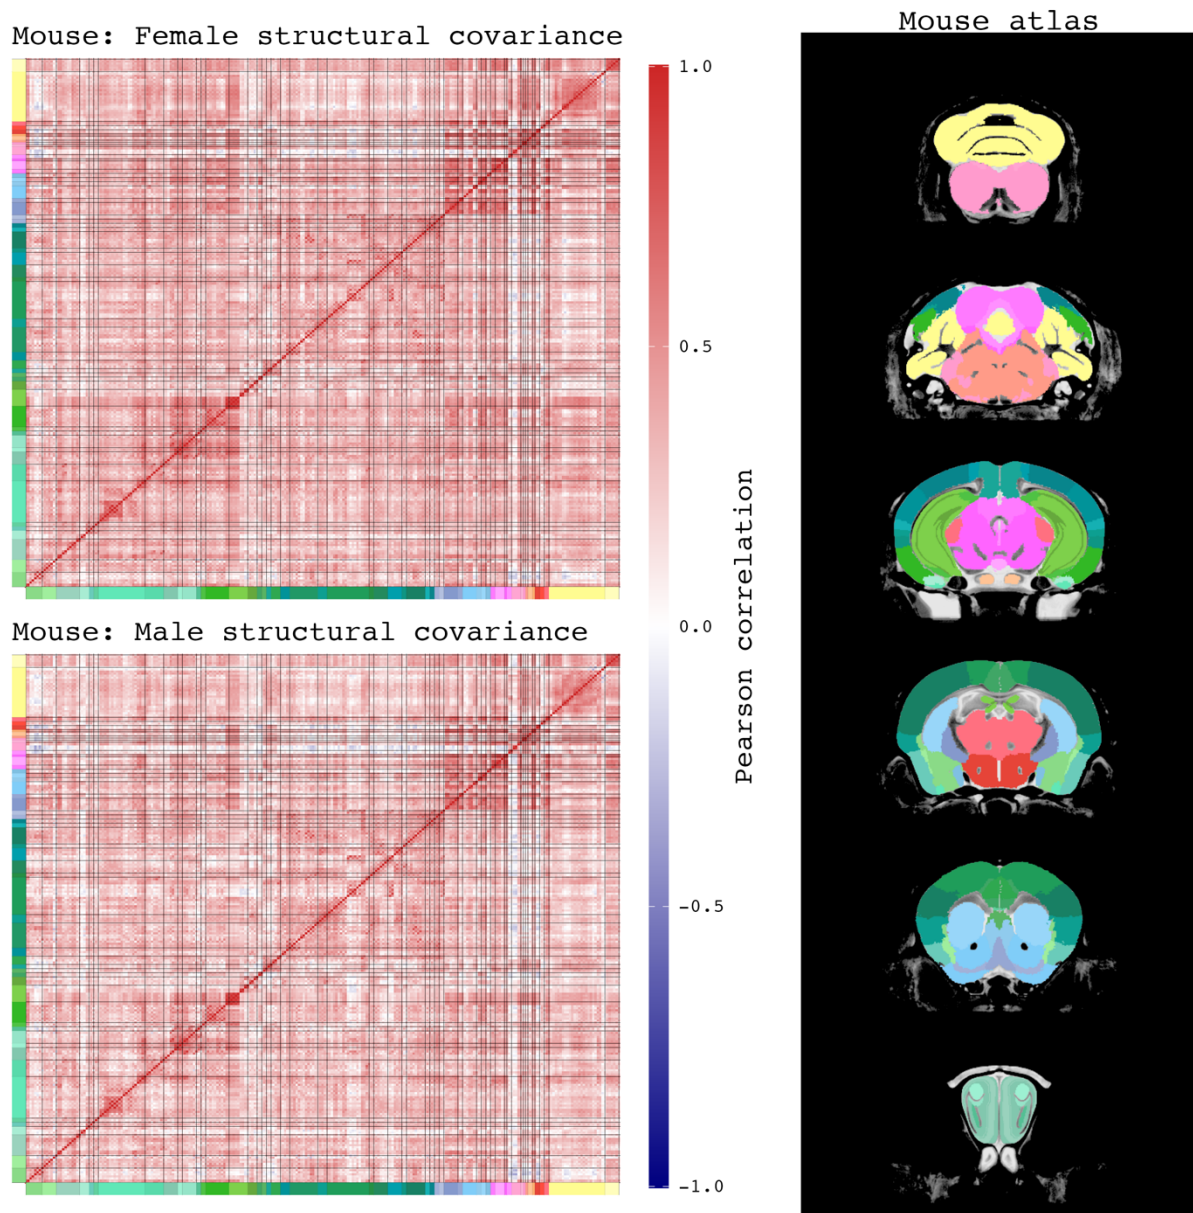 Mouse: Female structural covariance
Mouse atlas
1.0
0.5
0.0
-0.5
-1.0
Pearson correlation
Mouse: Male structural covariance